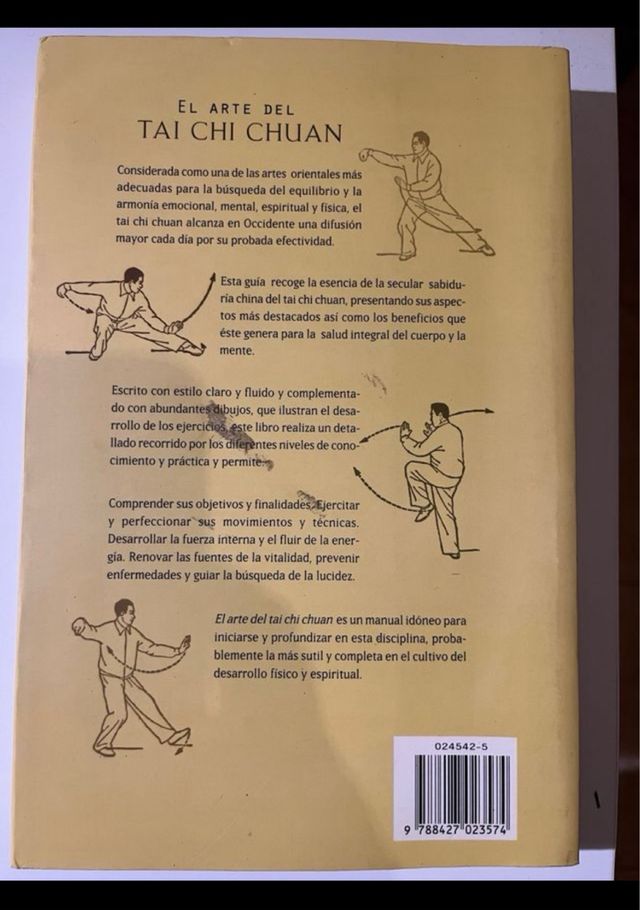 EL ARTE DEL
TAI CHI CHUAN
Considerada como una de las artes orientales más
adecuadas para la búsqueda del equilibrio y la
armonía emocional, mental, espiritual y física, el
tai chi chuan alcanza en Occidente una difusión
mayor cada día por su probada efectividad.
Esta guía recoge la esencia de la secular sabidu-
ría china del tai chi chuan, presentando sus aspec-
tos más destacados así como los beneficios que
éste genera para la salud integral del cuerpo y la
mente.
Escrito con estilo claro y fluido y complementa-
do con abundantes dibujos, que ilustran el desa-
rrollo de los ejercicios, este libro realiza un deta-
llado recorrido por los diferentes niveles de cono-
cimiento y práctica y permite:
Comprender sus objetivos y finalidades. Ejercitar
y perfeccionar sus movimientos y técnicas.
Desarrollar la fuerza interna y el fluir de la ener-
gía. Renovar las fuentes de la vitalidad, prevenir
enfermedades y guiar la búsqueda de la lucidez.
El arte del tai chi chuan es un manual idóneo para
iniciarse y profundizar en esta disciplina, proba-
blemente la más sutil y completa en el cultivo del
desarrollo físico y espiritual.
024542-5
9 788427 023574